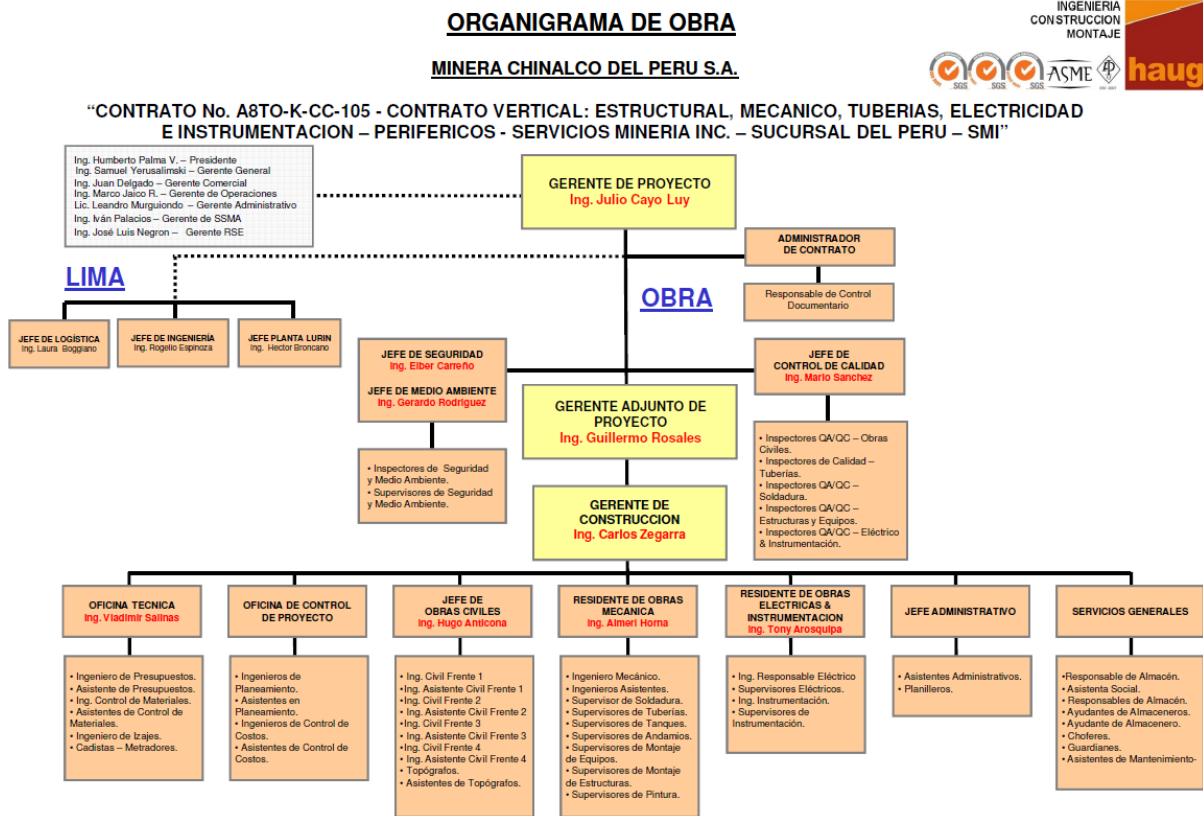 ORGANIGRAMA DE OBRA
INGENIERIA
CONSTRUCCION
MONTAJE
MINERA CHINALCO DEL PERU S.A.
SGS SGS SGS ASME haug
“CONTRATO No. A8TO-K-CC-105 - CONTRATO VERTICAL: ESTRUCTURAL, MECANICO, TUBERIAS, ELECTRICIDAD
E INSTRUMENTACION – PERIFERICOS - SERVICIOS MINERIA INC. – SUCURSAL DEL PERU – SMI”
Ing. Humberto Palma V. – Presidente
Ing. Samuel Yerusalimski – Gerente General
Ing. Juan Delgado – Gerente Comercial
Ing. Marco Jaico R. – Gerente de Operaciones
Lic. Leandro Murguiondo – Gerente Administrativo
Ing. Iván Palacios – Gerente de SSMA
Ing. José Luis Negron – Gerente RSE
GERENTE DE PROYECTO
Ing. Julio Cayo Luy
ADMINISTRADOR
DE CONTRATO
Responsable de Control
Documentario
LIMA
OBRA
JEFE DE LOGÍSTICA
Ing. Laura Boggiano
JEFE DE INGENIERÍA
Ing. Rogelio Espinoza
JEFE PLANTA LURIN
Ing. Hector Broncano
JEFE DE SEGURIDAD
Ing. Elber Carreño
JEFE DE MEDIO AMBIENTE
Ing. Gerardo Rodriguez
JEFE DE
CONTROL DE CALIDAD
Ing. Mario Sanchez
GERENTE ADJUNTO DE
PROYECTO
Ing. Guillermo Rosales
• Inspectores de Seguridad
y Medio Ambiente.
• Supervisores de Seguridad
y Medio Ambiente.
• Inspectores QA/QC – Obras
Civiles.
• Inspectores de Calidad –
Tuberías.
• Inspectores QA/QC –
Soldadura.
• Inspectores QA/QC –
Estructuras y Equipos.
• Inspectores QA/QC – Eléctrico
& Instrumentación.
GERENTE DE
CONSTRUCCION
Ing. Carlos Zegarra
OFICINA TECNICA
Ing. Vladimir Salinas
OFICINA DE CONTROL
DE PROYECTO
JEFE DE
OBRAS CIVILES
Ing. Hugo Anticona
RESIDENTE DE OBRAS
MECANICA
Ing. Almeri Horna
RESIDENTE DE OBRAS
ELECTRICAS &
INSTRUMENTACION
Ing. Tony Arosquipa
JEFE ADMINISTRATIVO
SERVICIOS GENERALES
• Ingeniero de Presupuestos.
• Asistente de Presupuestos.
• Ing. Control de Materiales.
• Asistentes de Control de
Materiales.
• Ingeniero de Izajes.
• Cadistas – Metradores.
• Ingenieros de
Planeamiento.
• Asistentes en
Planeamiento.
• Ingenieros de Control de
Costos.
• Asistentes de Control de
Costos.
• Ing. Civil Frente 1
• Ing. Asistente Civil Frente 1
• Ing. Civil Frente 2
• Ing. Asistente Civil Frente 2
• Ing. Civil Frente 3
• Ing. Asistente Civil Frente 3
• Ing. Civil Frente 4
• Ing. Asistente Civil Frente 4
• Topógrafos.
• Asistentes de Topógrafos.
• Ingeniero Mecánico.
• Ingenieros Asistentes.
• Supervisor de Soldadura.
• Supervisores de Tuberías.
• Supervisores de Tanques.
• Supervisores de Andamios.
• Supervisores de Montaje
de Equipos.
• Supervisores de Montaje
de Estructuras.
• Supervisores de Pintura.
• Ing. Responsable Eléctrico
• Supervisores Eléctricos.
• Ing. Instrumentación.
• Supervisores de
Instrumentación.
• Asistentes Administrativos.
• Planilleros.
•Responsable de Almacén.
• Asistenta Social.
• Responsables de Almacén.
• Ayudantes de Almaceneros.
• Ayudante de Almacenero.
• Choferes.
• Guardianes.
• Asistentes de Mantenimiento-